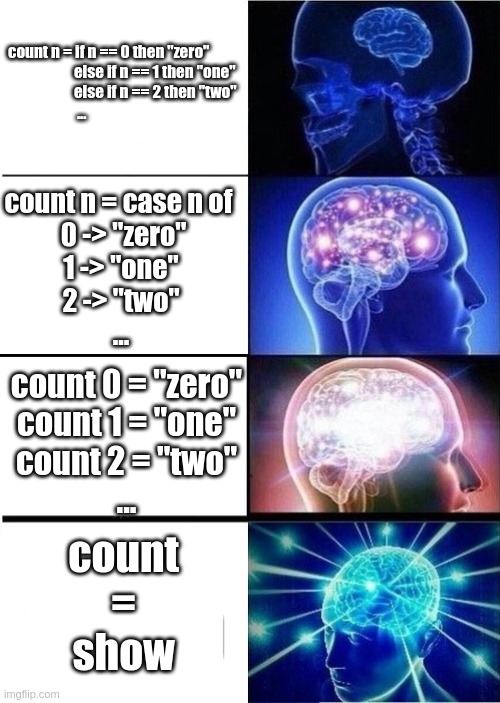 count n = if n == 0 then "zero"
else if n == 1 then "one"
else if n == 2 then "two"
...
count n = case n of
0 -> "zero"
1 -> "one"
2 -> "two"
...
count 0 = "zero"
count 1 = "one"
count 2 = "two"
...
count
=
show
imgflip.com